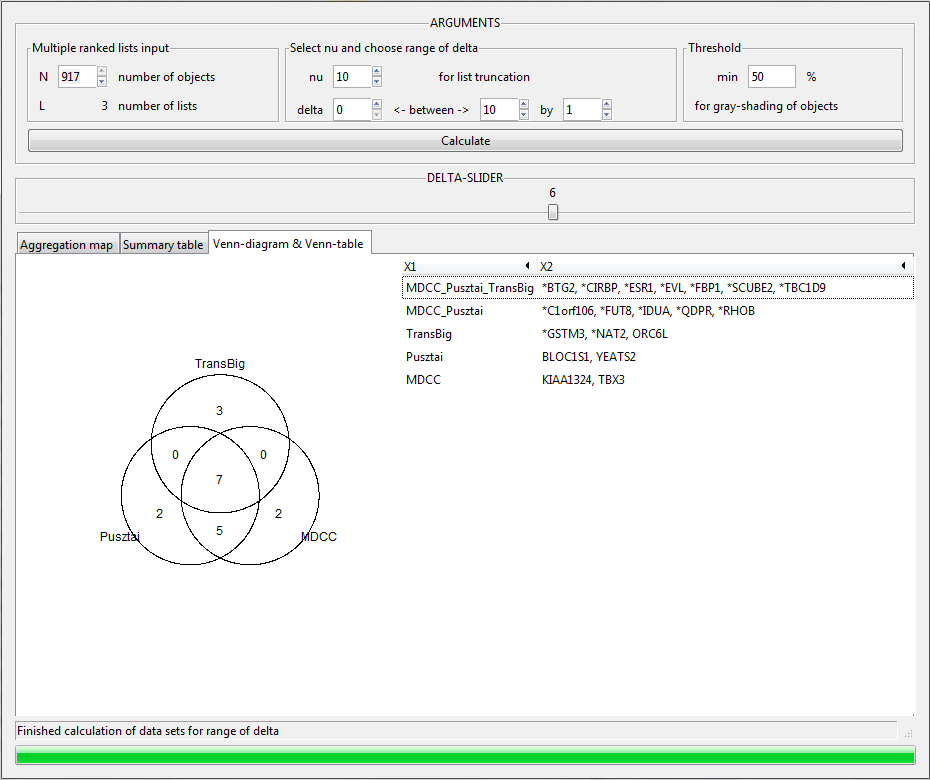 ARGUMENTS
Multiple ranked lists input
N 917 number of objects
L 3 number of lists
Select nu and choose range of delta
nu 10 for list truncation
delta 0 <- between -> 10 by 1
Threshold
min 50 %
for gray-shading of objects
Calculate
DELTA-SLIDER
6
Aggregation map Summary table Venn-diagram & Venn-table
X1 X2
MDCC_Pusztai_TransBig *BTG2, *CIRBP, *ESR1, *EVL, *FBP1, *SCUBE2, *TBC1D9
MDCC_Pusztai *C1orf106, *FUT8, *IDUA, *QDPR, *RHOB
TransBig *GSTM3, *NAT2, ORC6L
Pusztai BLOC1S1, YEATS2
MDCC KIAA1324, TBX3
TransBig
3
0 0
7
2 2
5
Pusztai MDCC
Finished calculation of data sets for range of delta